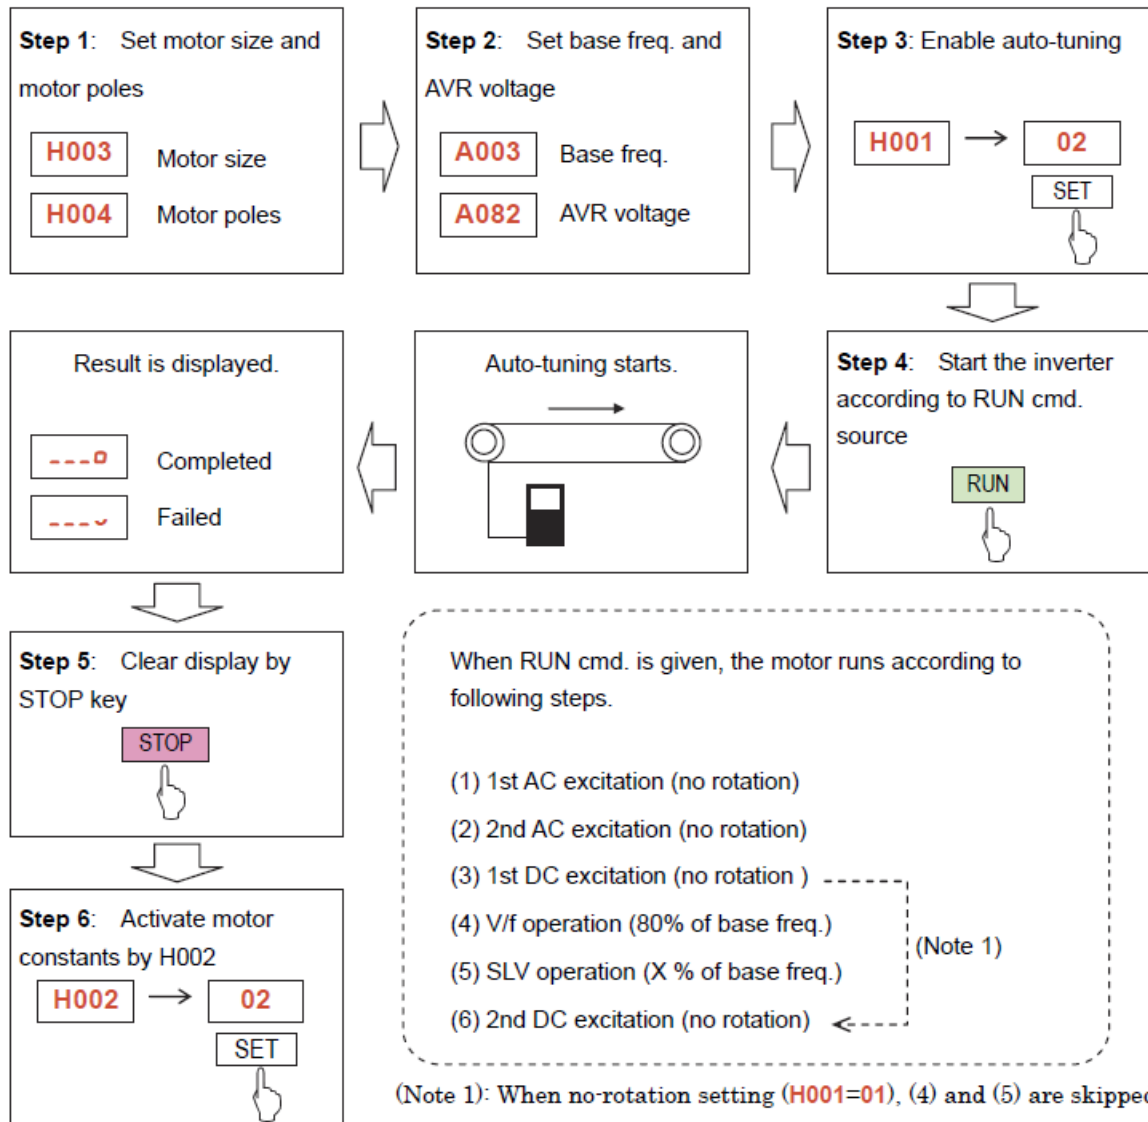 Step 1: Set motor size and
motor poles
H003 Motor size
H004 Motor poles
Step 2: Set base freq. and
AVR voltage
A003 Base freq.
A082 AVR voltage
Step 3: Enable auto-tuning
H001 → 02
SET
Step 4: Start the inverter
according to RUN cmd.
source
RUN
Auto-tuning starts.
Result is displayed.
Completed
Failed
Step 5: Clear display by
STOP key
STOP
Step 6: Activate motor
constants by H002
H002 → 02
SET
When RUN cmd. is given, the motor runs according to
following steps.
(1) 1st AC excitation (no rotation)
(2) 2nd AC excitation (no rotation)
(3) 1st DC excitation (no rotation )
(4) V/f operation (80% of base freq.)
(5) SLV operation (X % of base freq.)
(6) 2nd DC excitation (no rotation)
(Note 1)
(Note 1): When no-rotation setting (H001=01), (4) and (5) are skipped